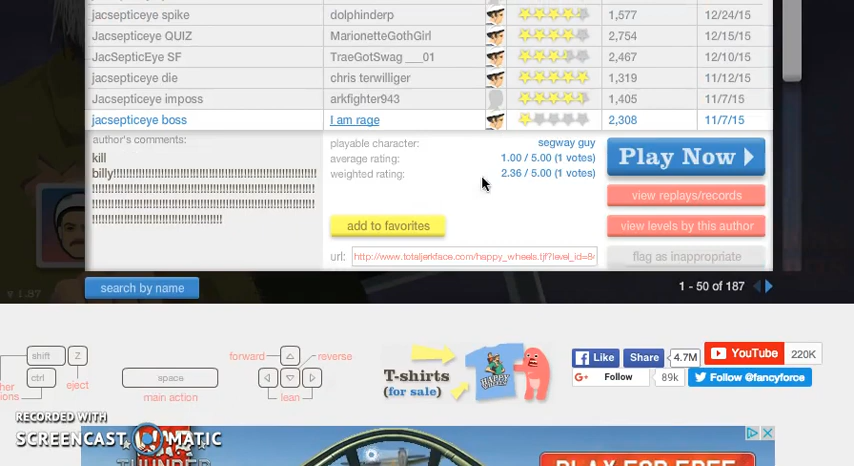 jacsepticeye spike dolphinderp 1,577 12/24/15
Jacsepticeye QUIZ MarionetteGothGirl 2,754 12/15/15
JacSepticEye SF TraeGotSwag ___01 2,467 12/10/15
jacsepticeye die chris terwilliger 1,319 11/12/15
Jacsepticeye imposs arkfighter943 1,405 11/7/15
jacsepticeye boss I am rage 2,308 11/7/15
author's comments:
kill
billy!!!!!!!!!!!!!!!!!!!!!!!!!!!!!!!!!!!!!!!!!!!!!!!!!!!!!
!!!!!!!!!!!!!!!!!!!!!!!!!!!!!!!!!!!!!!!!!!!!!!!!!!!!!!!!!!!
!!!!!!!!!!!!!!!!!!!!!!!!!!!!!!!!!!!!!!!!!!!!!!!!!!!!!!!!!!!
!!!!!!!!!!!!!!!!!!!!!!!!!!!!!!!!!!!
playable character: segway guy
average rating: 1.00 / 5.00 (1 votes)
weighted rating: 2.36 / 5.00 (1 votes)
add to favorites
url: http://www.totaljerkface.com/happy_wheels.tjf?level_id=8
Play Now
view replays/records
view levels by this author
flag as inappropriate
v 1.87
search by name
1 - 50 of 187
shift
Z
ctrl
eject
space
main action
forward
reverse
lean
T-shirts
(for sale)
HAPPY WHEELS
Like
Share
4.7M
YouTube
220K
Follow
89k
Follow @fancyforce
RECORDED WITH
SCREENCAST MATIC
THUNDER
PLAY FOR FREE